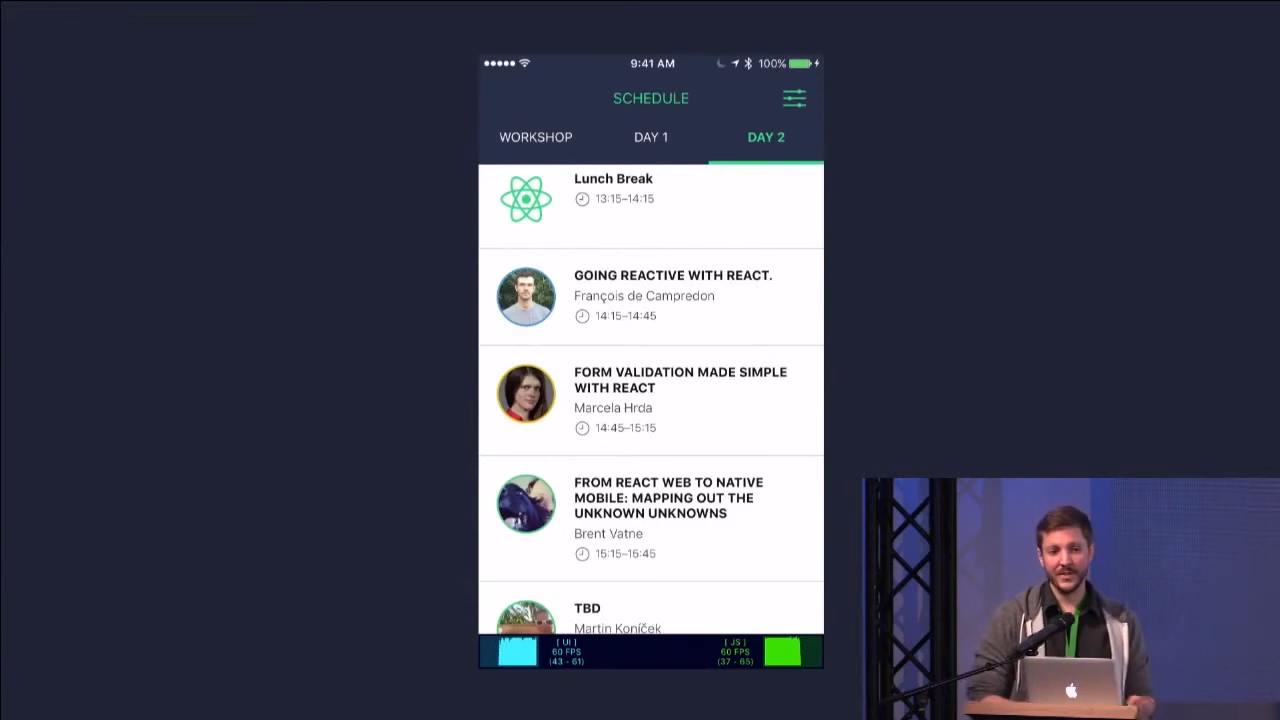 9:41 AM
100%
SCHEDULE
WORKSHOP
DAY 1
DAY 2
Lunch Break
13:15–14:15
GOING REACTIVE WITH REACT.
François de Campredon
14:15–14:45
FORM VALIDATION MADE SIMPLE
WITH REACT
Marcela Hrda
14:45–15:15
FROM REACT WEB TO NATIVE
MOBILE: MAPPING OUT THE
UNKNOWN UNKNOWNS
Brent Vatne
15:15–15:45
TBD
Martin Koníček
[ UI ]
60 FPS
(43 - 61)
[ JS ]
60 FPS
(37 - 65)